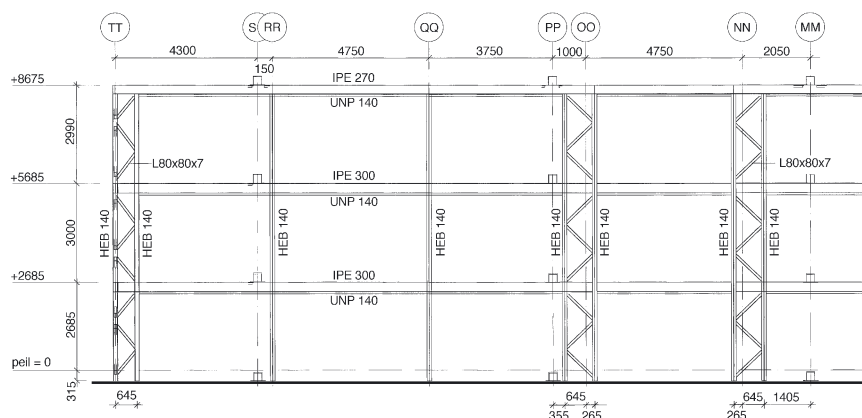 TT S RR QQ PP OO NN MM
4300 4750 3750 1000 4750 2050
150
+8675 IPE 270
UNP 140
2990
L80x80x7 L80x80x7
+5685 IPE 300
UNP 140
3000
HEB 140 HEB 140 HEB 140 HEB 140 HEB 140 HEB 140 HEB 140 HEB 140
+2685 IPE 300
UNP 140
2685
peil = 0
315
645 645 645 1405
355 265 265